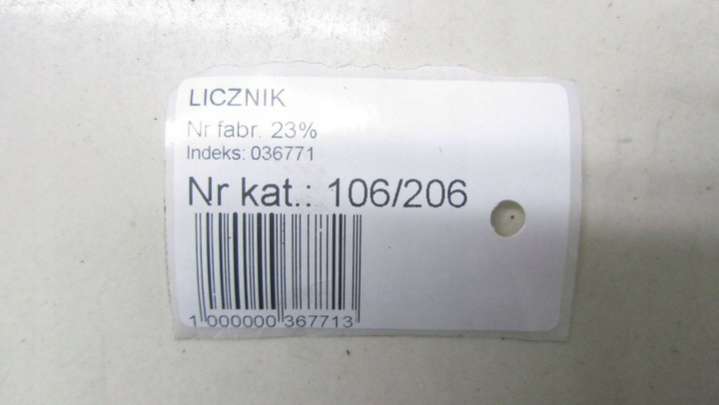 LICZNIK
Nr fabr. 23%
Indeks: 036771
Nr kat.: 106/206
1 000000 367713